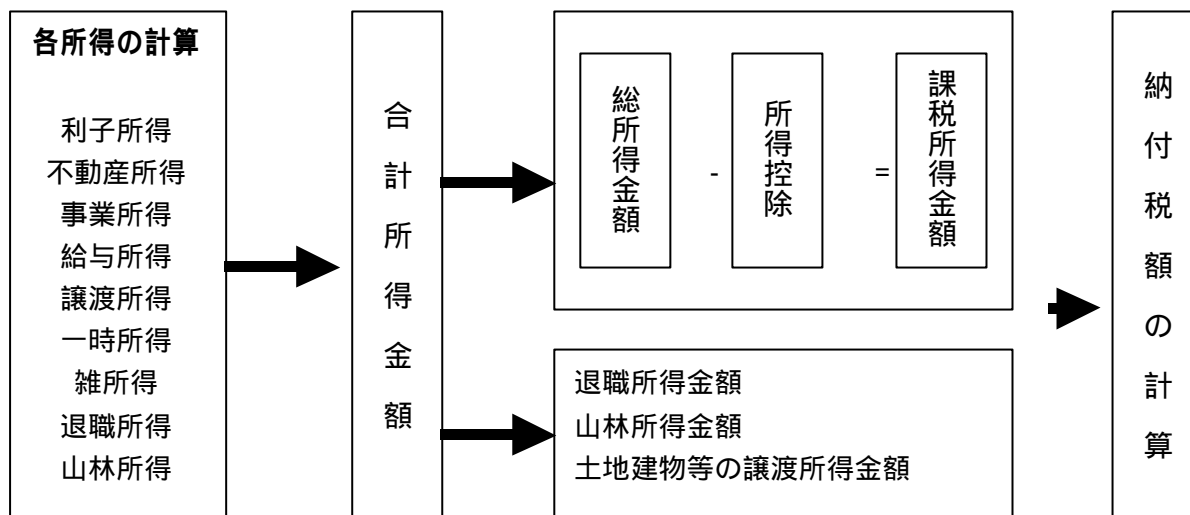 各所得の計算
利子所得
不動産所得
事業所得
給与所得
譲渡所得
一時所得
雑所得
退職所得
山林所得
合計所得金額
総所得金額
-
所得控除
=
課税所得金額
退職所得金額
山林所得金額
土地建物等の譲渡所得金額
納付税額の計算